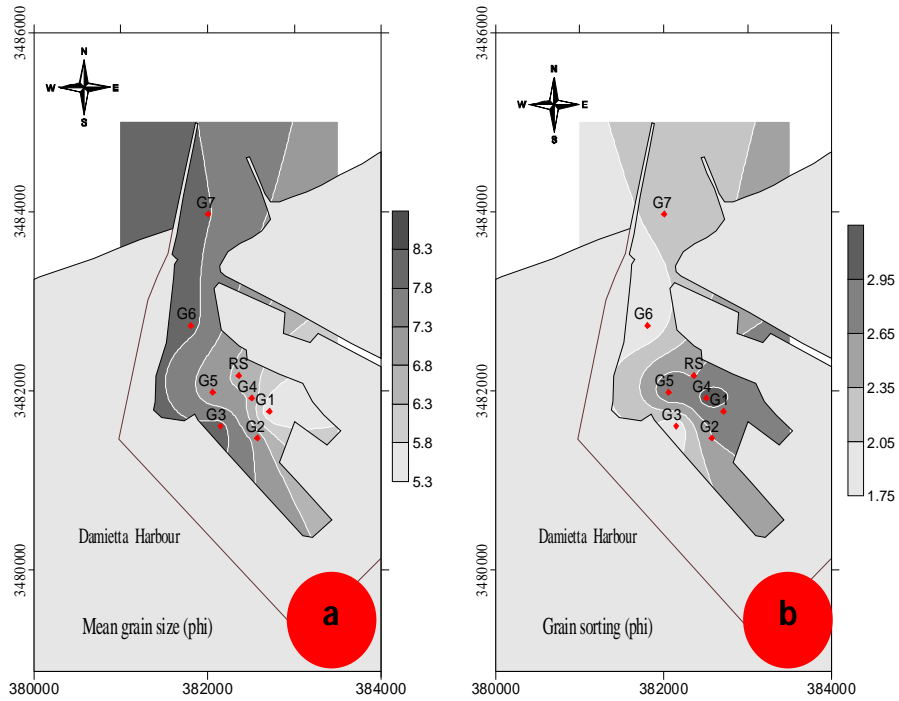 3486000
3484000
3482000
3480000
380000
382000
384000
N
W
E
S
G7
G6
RS
G5
G4
G1
G3
G2
Damietta Harbour
Mean grain size (phi)
a
8.3
7.8
7.3
6.8
6.3
5.8
5.3
3486000
3484000
3482000
3480000
380000
382000
384000
N
W
E
S
G7
G6
RS
G5
G4
G1
G3
G2
Damietta Harbour
Grain sorting (phi)
b
2.95
2.65
2.35
2.05
1.75